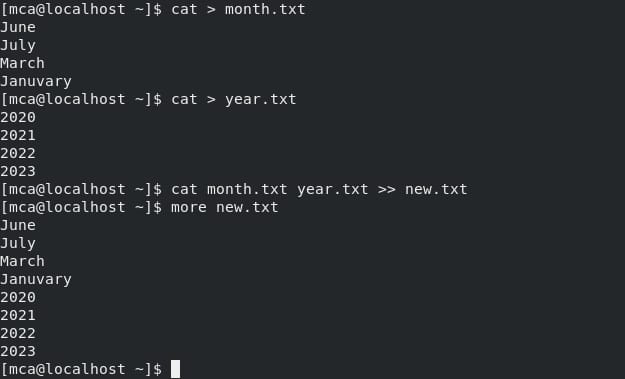 [mca@localhost ~]$ cat > month.txt
June
July
March
Januvary
[mca@localhost ~]$ cat > year.txt
2020
2021
2022
2023
[mca@localhost ~]$ cat month.txt year.txt >> new.txt
[mca@localhost ~]$ more new.txt
June
July
March
Januvary
2020
2021
2022
2023
[mca@localhost ~]$